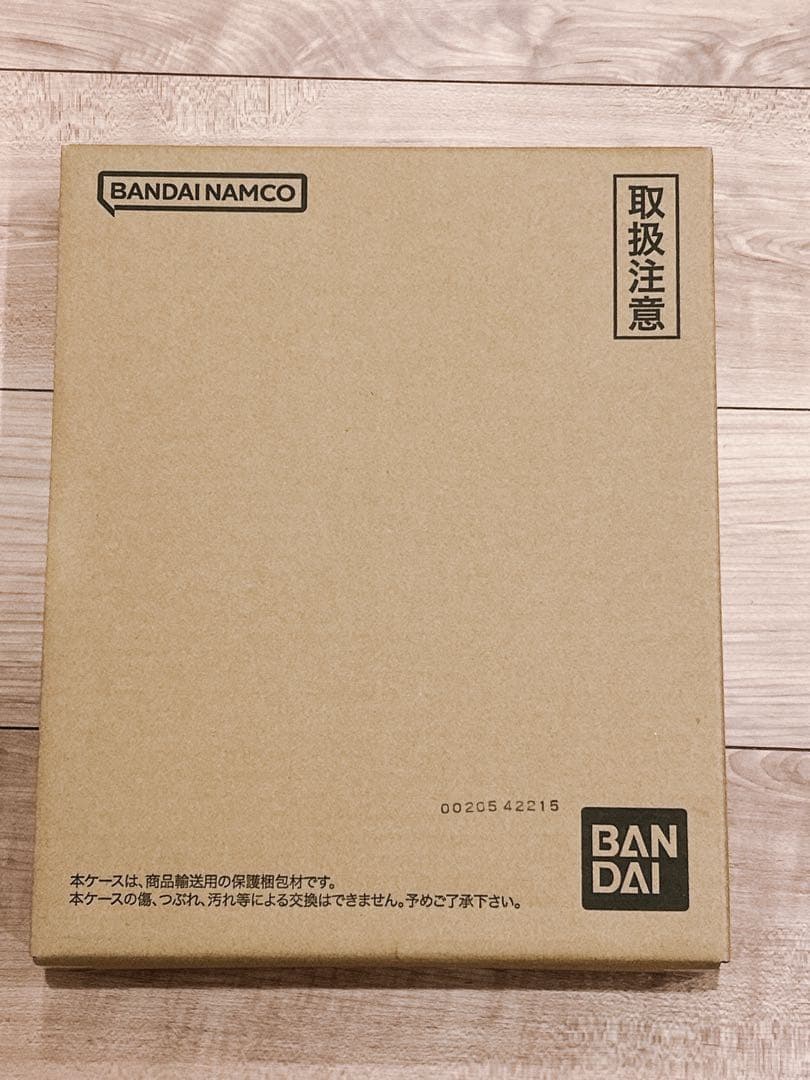 BANDAI NAMCO
取扱注意
00205 42215
BAN
DAI
本ケースは、商品輸送用の保護梱包材です。
本ケースの傷、つぶれ、汚れ等による交換はできません。予めご了承下さい。